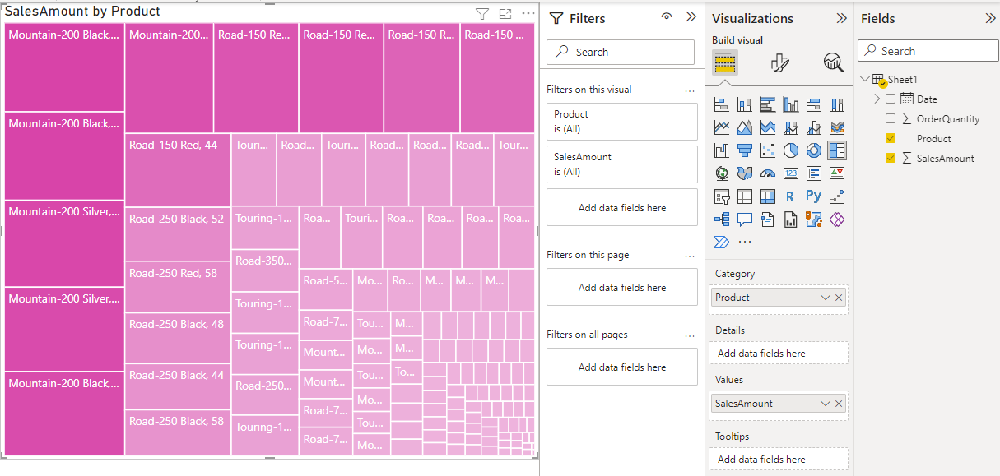 SalesAmount by Product
Mountain-200 Black,...
Mountain-200...
Road-150 Re...
Road-150 Re...
Road-150 R...
Road-150 ...
Mountain-200 Black,...
Mountain-200 Silver,...
Mountain-200 Silver,...
Mountain-200 Black,...
Road-150 Red, 44
Touri...
Road...
Touri...
Road...
Road...
Road...
Tour...
Road-250 Black, 52
Road-250 Red, 58
Road-250 Black, 48
Road-250 Black, 44
Road-250 Black, 58
Touring-1...
Road-350...
Touring-1...
Touring-1...
Road-250...
Touring-1...
Roa...
Touri...
Roa...
Roa...
Roa...
Roa...
Road-5...
Road-7...
Mount...
Mount...
Road-7...
Road-7...
Mo...
Ro...
M...
M...
M...
Tou...
Mo...
Tou...
Mo...
Tou...
Mo...
M...
M...
To...
Filters
Search
Filters on this visual
...
Product
is (All)
SalesAmount
is (All)
Add data fields here
Filters on this page
...
Add data fields here
Filters on all pages
...
Add data fields here
Visualizations
Build visual
123
R
Py
...
Category
Product
Details
Add data fields here
Values
SalesAmount
Tooltips
Add data fields here
Fields
Search
Sheet1
Date
∑ OrderQuantity
Product
∑ SalesAmount